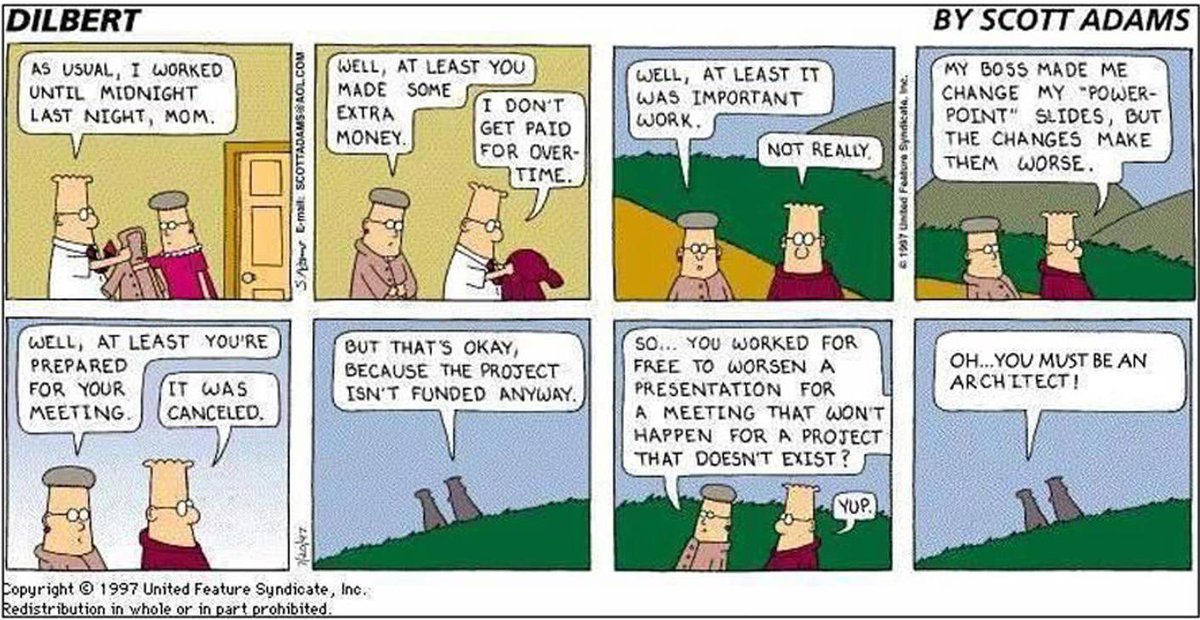 DILBERT
BY SCOTT ADAMS
AS USUAL, I WORKED
UNTIL MIDNIGHT
LAST NIGHT, MOM.
E-mail: SCOTTADAMS@AOL.COM
WELL, AT LEAST YOU
MADE SOME
EXTRA
MONEY.
I DON'T
GET PAID
FOR OVER-
TIME.
WELL, AT LEAST IT
WAS IMPORTANT
WORK.
NOT REALLY.
© 1997 United Feature Syndicate, Inc.
MY BOSS MADE ME
CHANGE MY "POWER-
POINT" SLIDES, BUT
THE CHANGES MAKE
THEM WORSE.
WELL, AT LEAST YOU'RE
PREPARED
FOR YOUR
MEETING.
IT WAS
CANCELED.
7/20/97
BUT THAT'S OKAY,
BECAUSE THE PROJECT
ISN'T FUNDED ANYWAY.
SO... YOU WORKED FOR
FREE TO WORSEN A
PRESENTATION FOR
A MEETING THAT WON'T
HAPPEN FOR A PROJECT
THAT DOESN'T EXIST?
YUP.
OH...YOU MUST BE AN
ARCHITECT!
Copyright © 1997 United Feature Syndicate, Inc.
Redistribution in whole or in part prohibited.